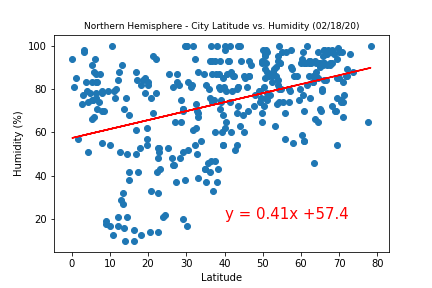 Northern Hemisphere - City Latitude vs. Humidity (02/18/20)
100
80
60
40
20
Humidity (%)
y = 0.41x +57.4
0 10 20 30 40 50 60 70 80
Latitude